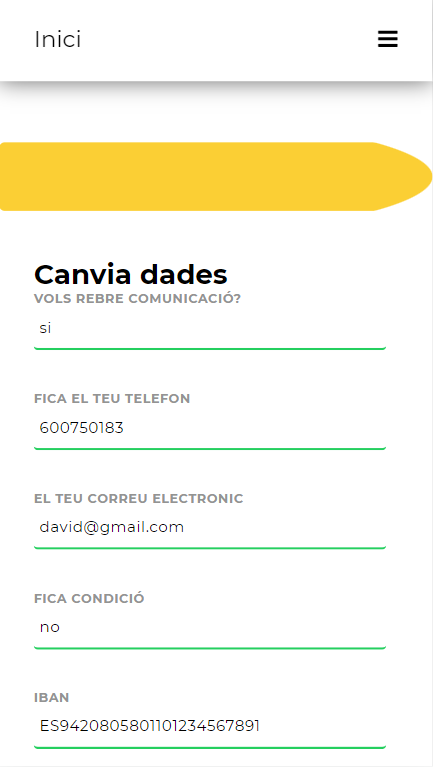 Inici
Canvia dades
VOLS REBRE COMUNICACIÓ?
si
FICA EL TEU TELEFON
600750183
EL TEU CORREU ELECTRONIC
david@gmail.com
FICA CONDICIÓ
no
IBAN
ES9420805801101234567891